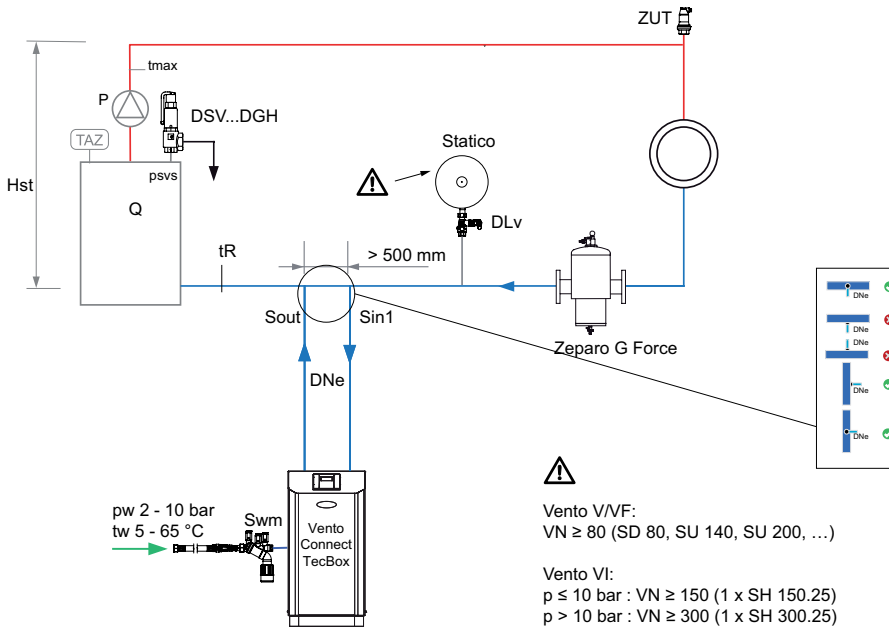 ZUT
tmax
P
DSV...DGH
TAZ
Statico
Hst
psvs
Q
DLv
tR
> 500 mm
Sout
Sin1
Zeparo G Force
DNe
DNe
DNe
DNe
DNe
DNe
pw 2 - 10 bar
tw 5 - 65 °C
Swm
Vento
Connect
TecBox
Vento V/VF:
VN ≥ 80 (SD 80, SU 140, SU 200, …)
Vento VI:
p ≤ 10 bar : VN ≥ 150 (1 x SH 150.25)
p > 10 bar : VN ≥ 300 (1 x SH 300.25)